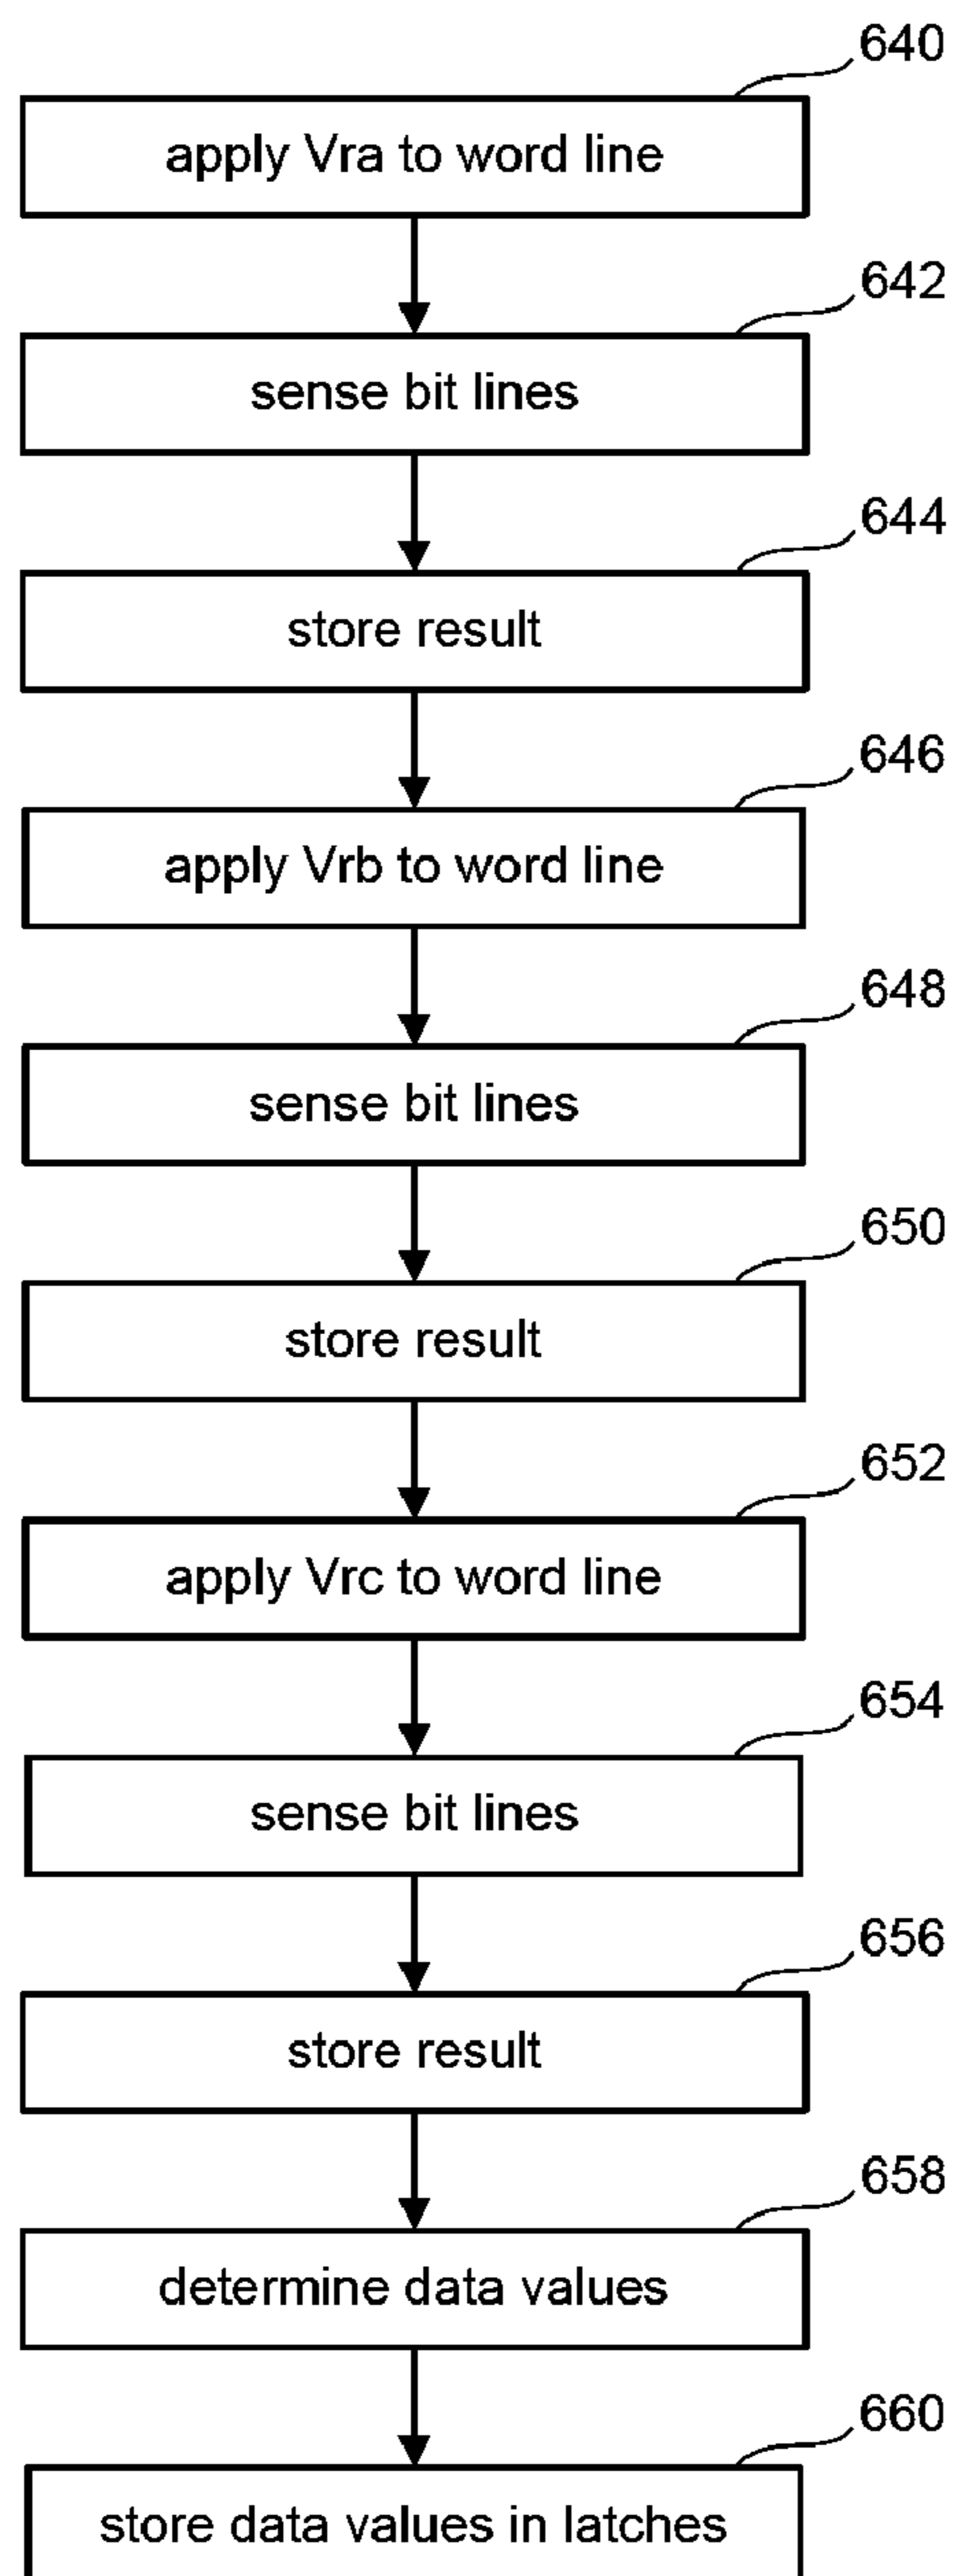 640
apply Vra to word line
642
sense bit lines
644
store result
646
apply Vrb to word line
648
sense bit lines
650
store result
652
apply Vrc to word line
654
sense bit lines
656
store result
658
determine data values
660
store data values in latches